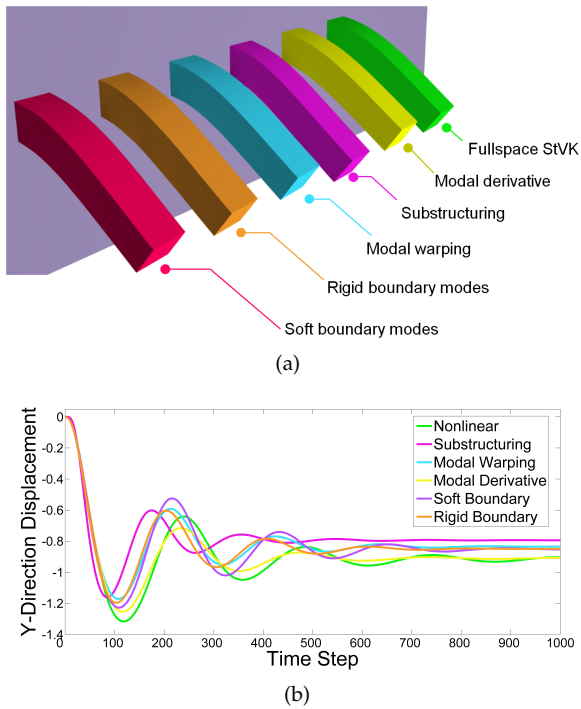 Fullspace StVK
Modal derivative
Substructuring
Modal warping
Rigid boundary modes
Soft boundary modes
(a)
Y-Direction Displacement
0
-0.2
-0.4
-0.6
-0.8
-1
-1.2
-1.4
Nonlinear
Substructuring
Modal Warping
Modal Derivative
Soft Boundary
Rigid Boundary
0 100 200 300 400 500 600 700 800 900 1000
Time Step
(b)